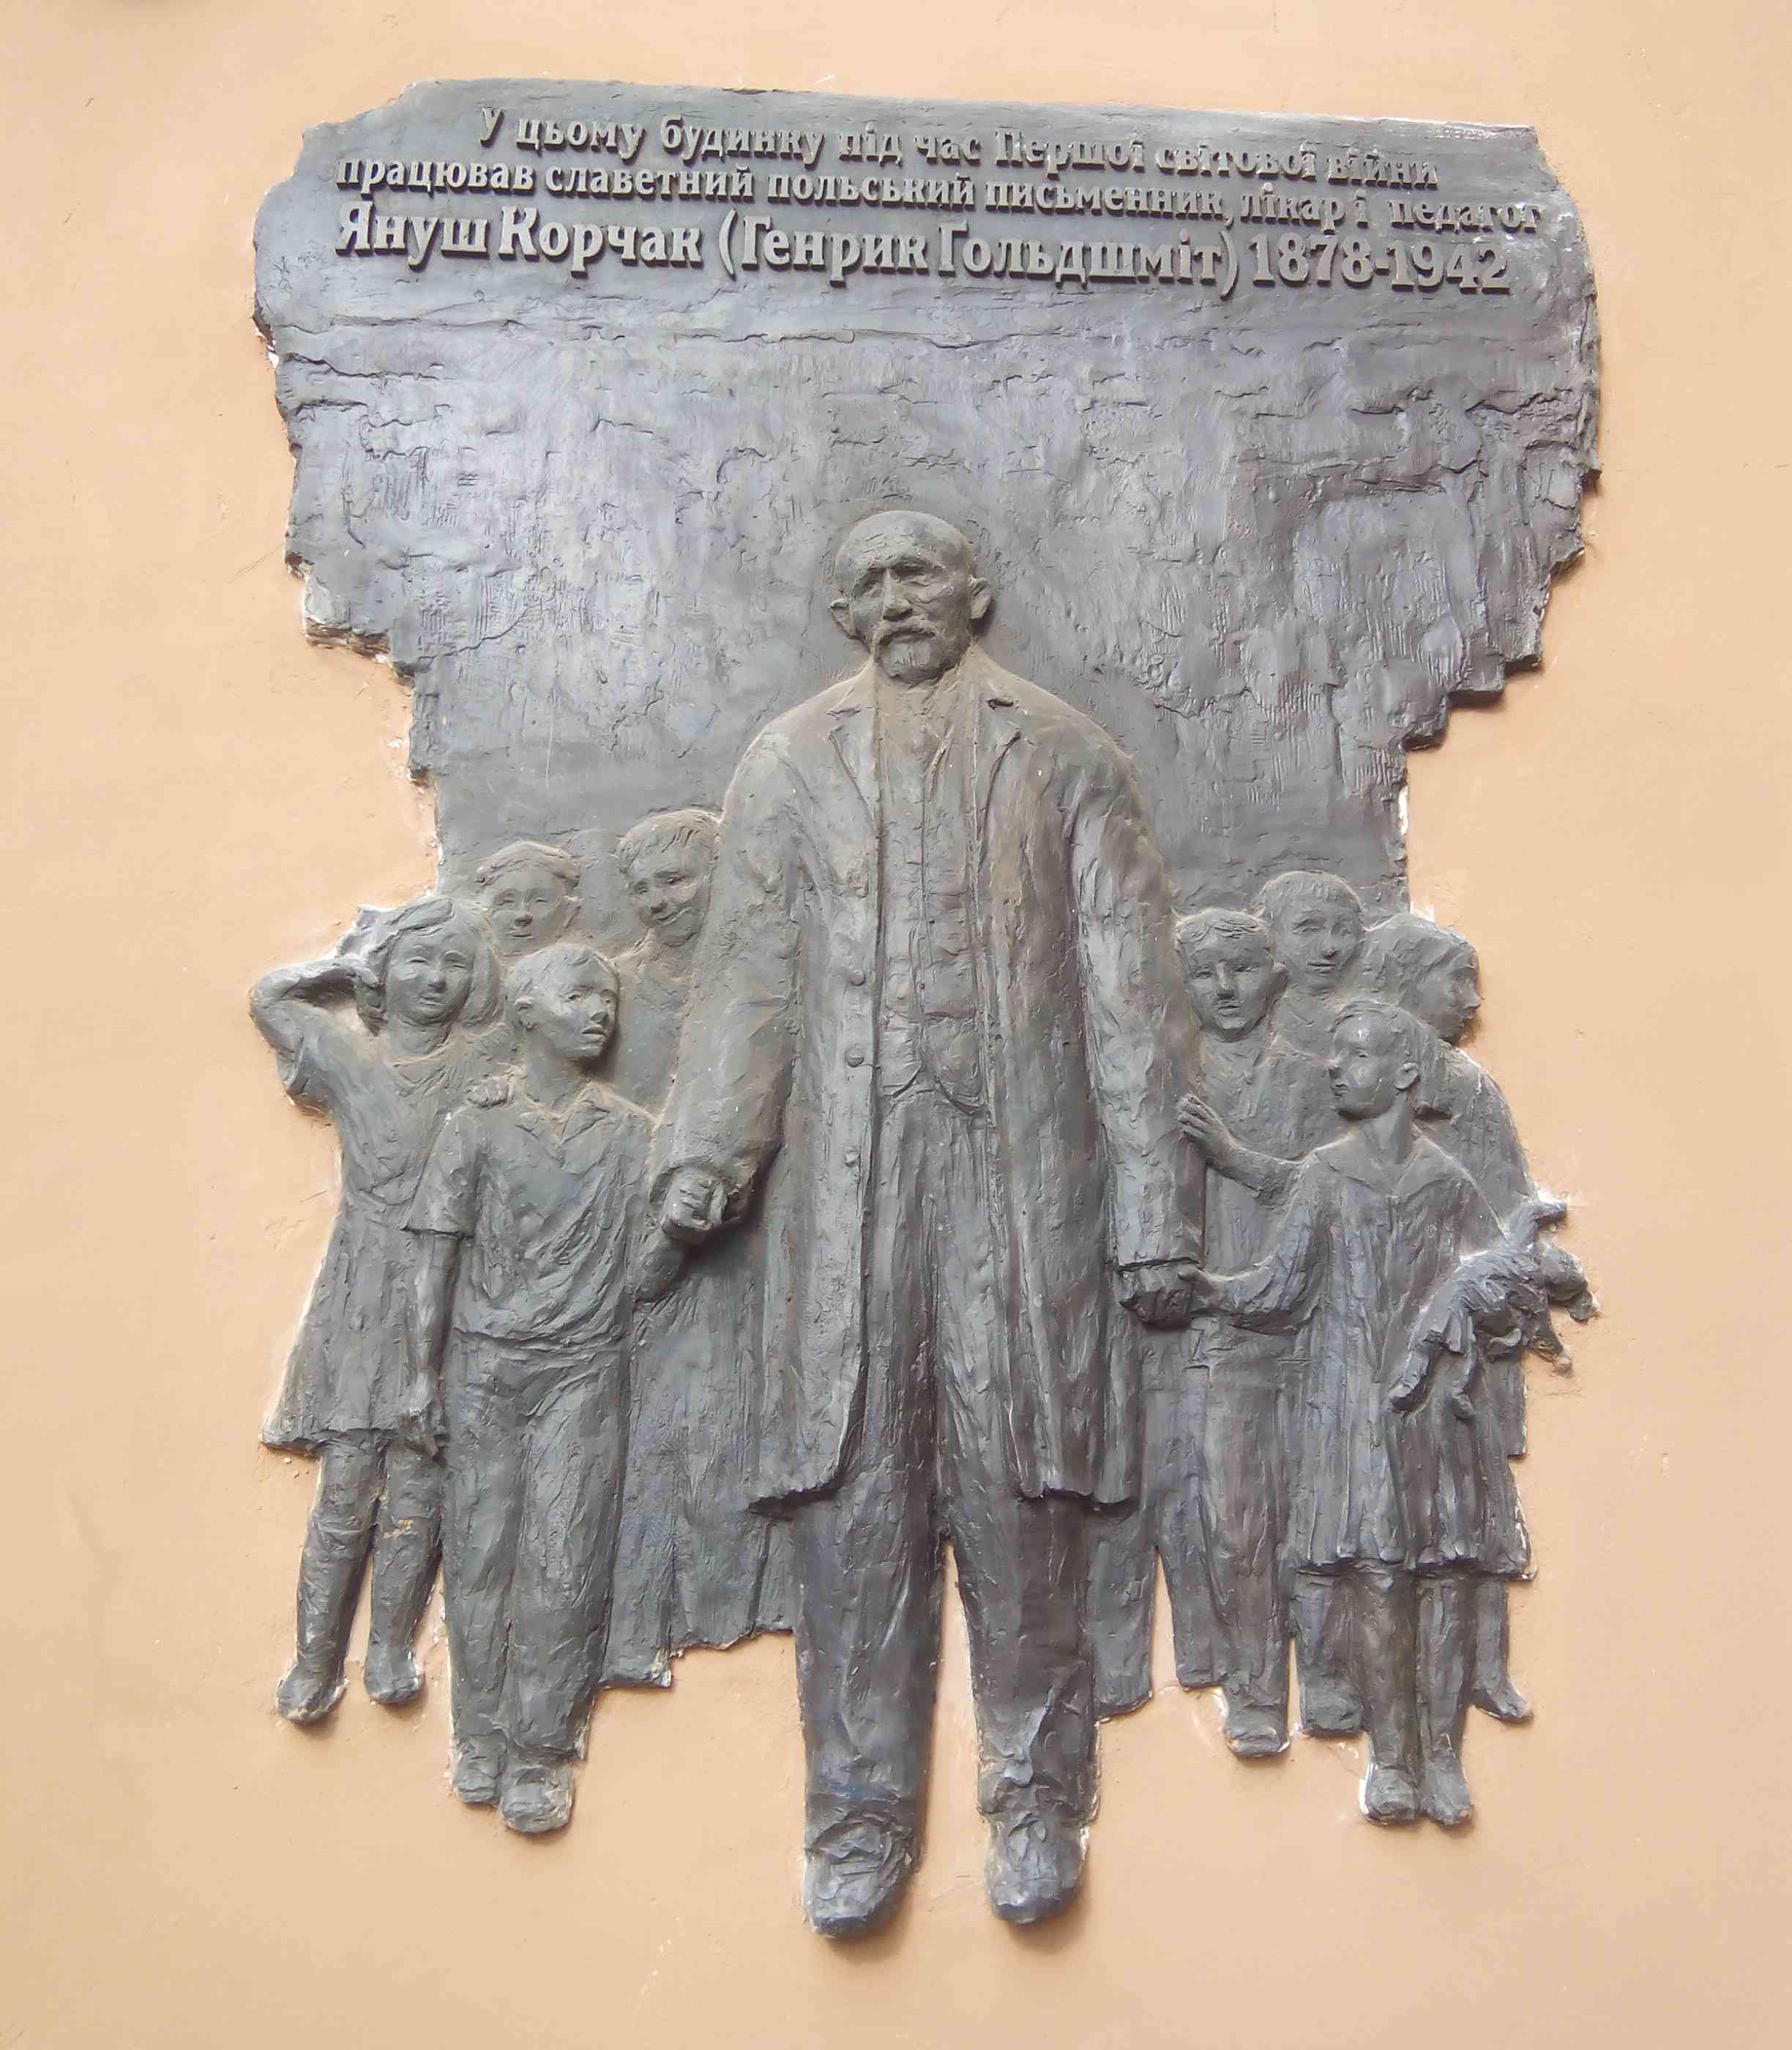 У цьому будинку під час Першої світової війни
працював славетний польський письменник, лікар і педагог
Януш Корчак (Генрик Гольдшміт) 1878-1942